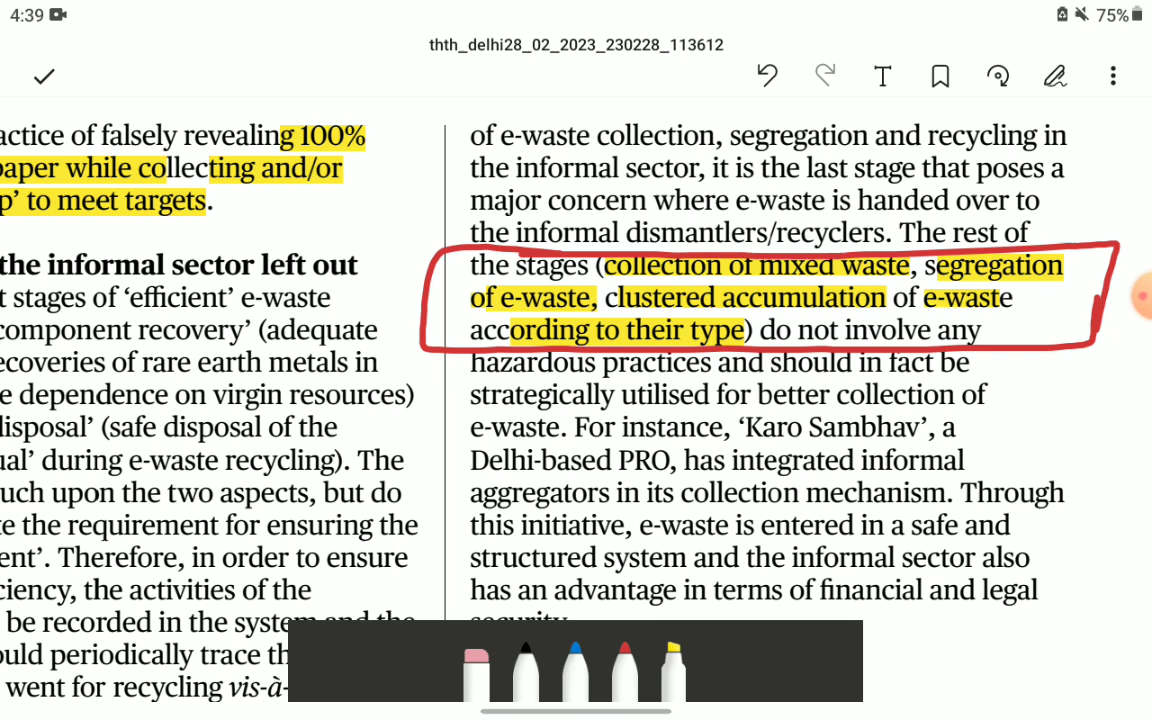 4:39
75%
thth_delhi28_02_2023_230228_113612
T
actice of falsely revealing 100%
paper while collecting and/or
p’ to meet targets.
the informal sector left out
t stages of ‘efficient’ e-waste
component recovery’ (adequate
ecoveries of rare earth metals in
e dependence on virgin resources)
disposal’ (safe disposal of the
ual’ during e-waste recycling). The
uch upon the two aspects, but do
te the requirement for ensuring the
ent’. Therefore, in order to ensure
ciency, the activities of the
be recorded in the system and the
ould periodically trace th
went for recycling vis-à-
of e-waste collection, segregation and recycling in
the informal sector, it is the last stage that poses a
major concern where e-waste is handed over to
the informal dismantlers/recyclers. The rest of
the stages (collection of mixed waste, segregation
of e-waste, clustered accumulation of e-waste
according to their type) do not involve any
hazardous practices and should in fact be
strategically utilised for better collection of
e-waste. For instance, ‘Karo Sambhav’, a
Delhi-based PRO, has integrated informal
aggregators in its collection mechanism. Through
this initiative, e-waste is entered in a safe and
structured system and the informal sector also
has an advantage in terms of financial and legal
security.